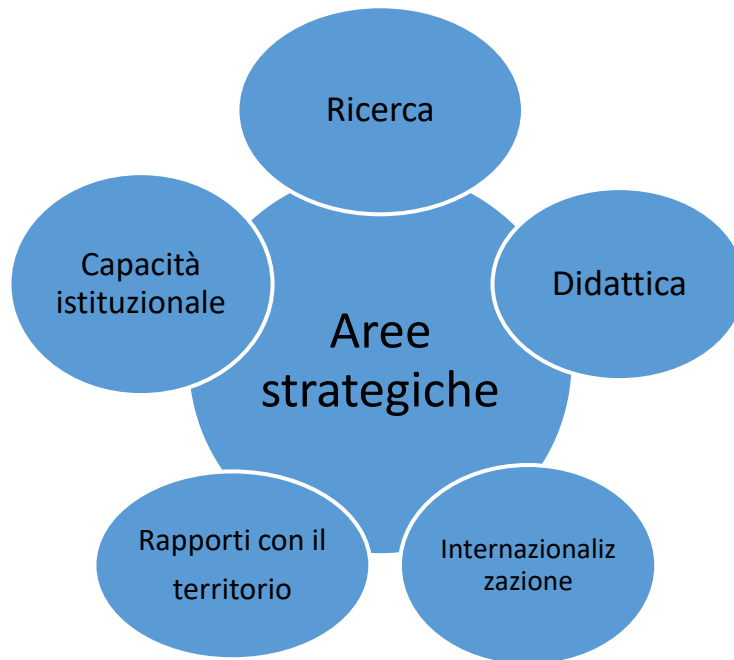 Ricerca
Capacità
istituzionale
Didattica
Aree
strategiche
Rapporti con il
territorio
Internazionaliz
zazione